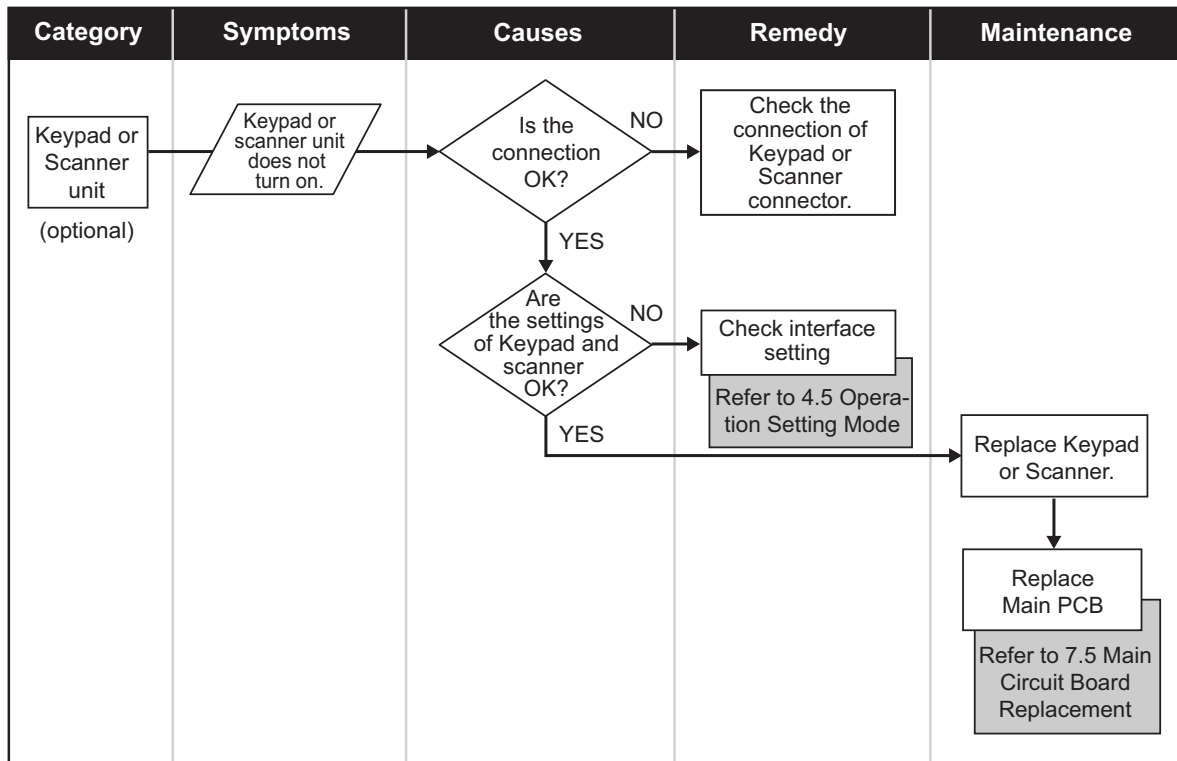 Category
Symptoms
Causes
Remedy
Maintenance
Keypad or
Scanner
unit
(optional)
Keypad or
scanner unit
does not
turn on.
Is the
connection
OK?
NO
Check the
connection of
Keypad or
Scanner
connector.
YES
Are
the settings
of Keypad and
scanner
OK?
NO
Check interface
setting
Refer to 4.5 Opera-
tion Setting Mode
YES
Replace Keypad
or Scanner.
Replace
Main PCB
Refer to 7.5 Main
Circuit Board
Replacement